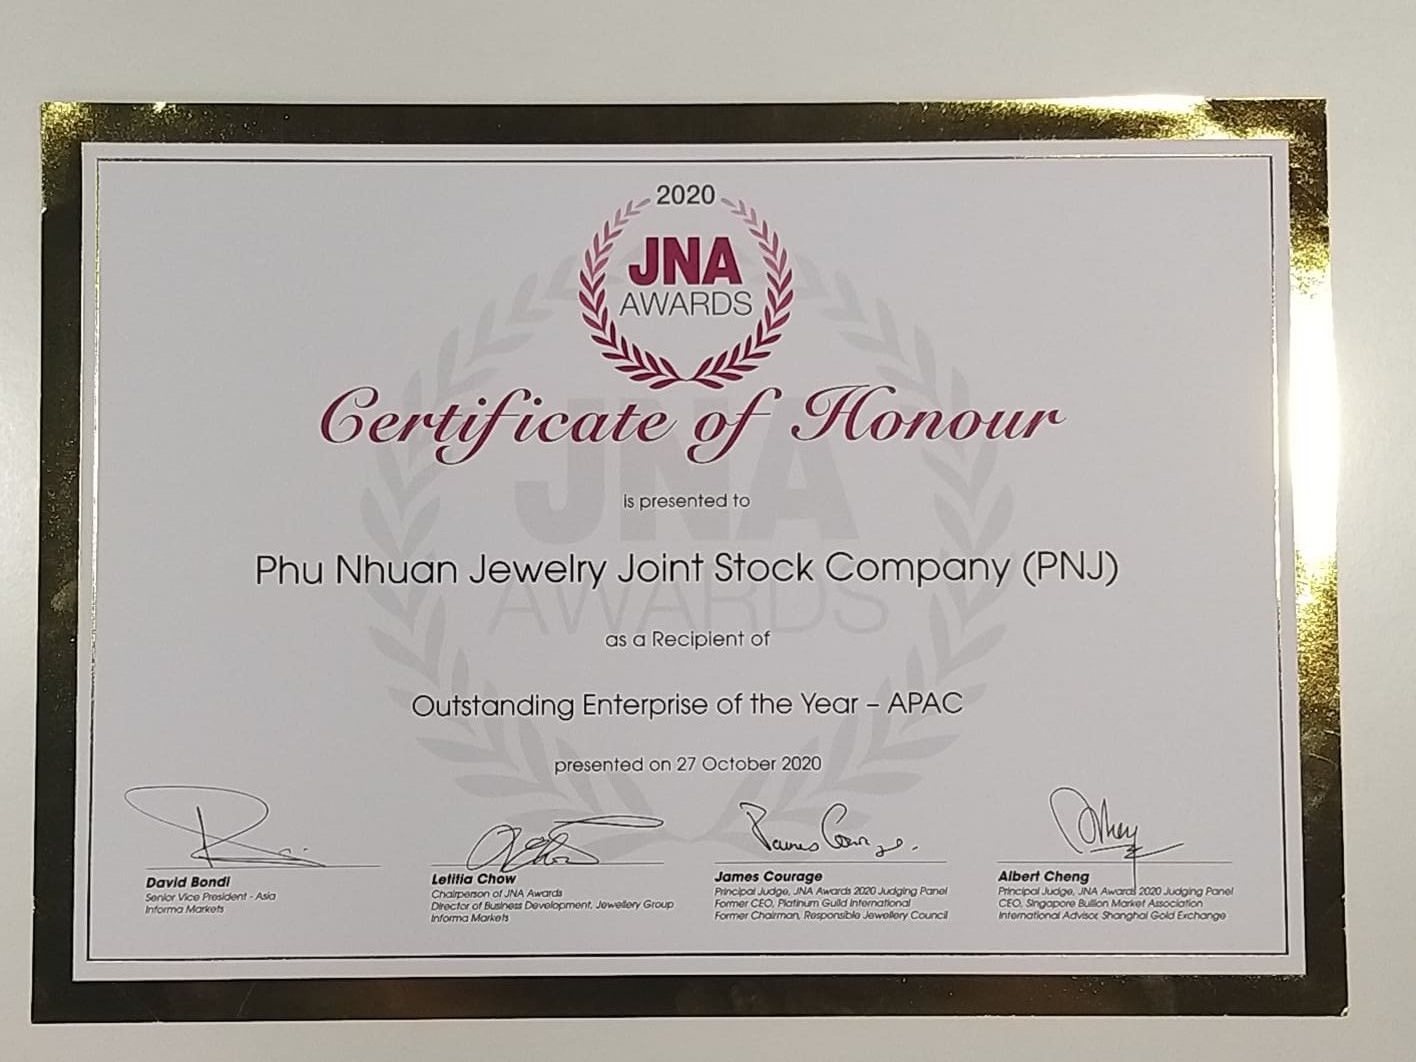 2020
JNA
AWARDS
Certificate of Honour
is presented to
Phu Nhuan Jewelry Joint Stock Company (PNJ)
as a Recipient of
Outstanding Enterprise of the Year – APAC
presented on 27 October 2020
David Bondi
Senior Vice President - Asia
Informa Markets
Letitia Chow
Chairperson of JNA Awards
Director of Business Development, Jewellery Group
Informa Markets
James Courage
Principal Judge, JNA Awards 2020 Judging Panel
Former CEO, Platinum Guild International
Former Chairman, Responsible Jewellery Council
Albert Cheng
Principal Judge, JNA Awards 2020 Judging Panel
CEO, Singapore Bullion Market Association
International Advisor, Shanghai Gold Exchange
JNA
AWARDS